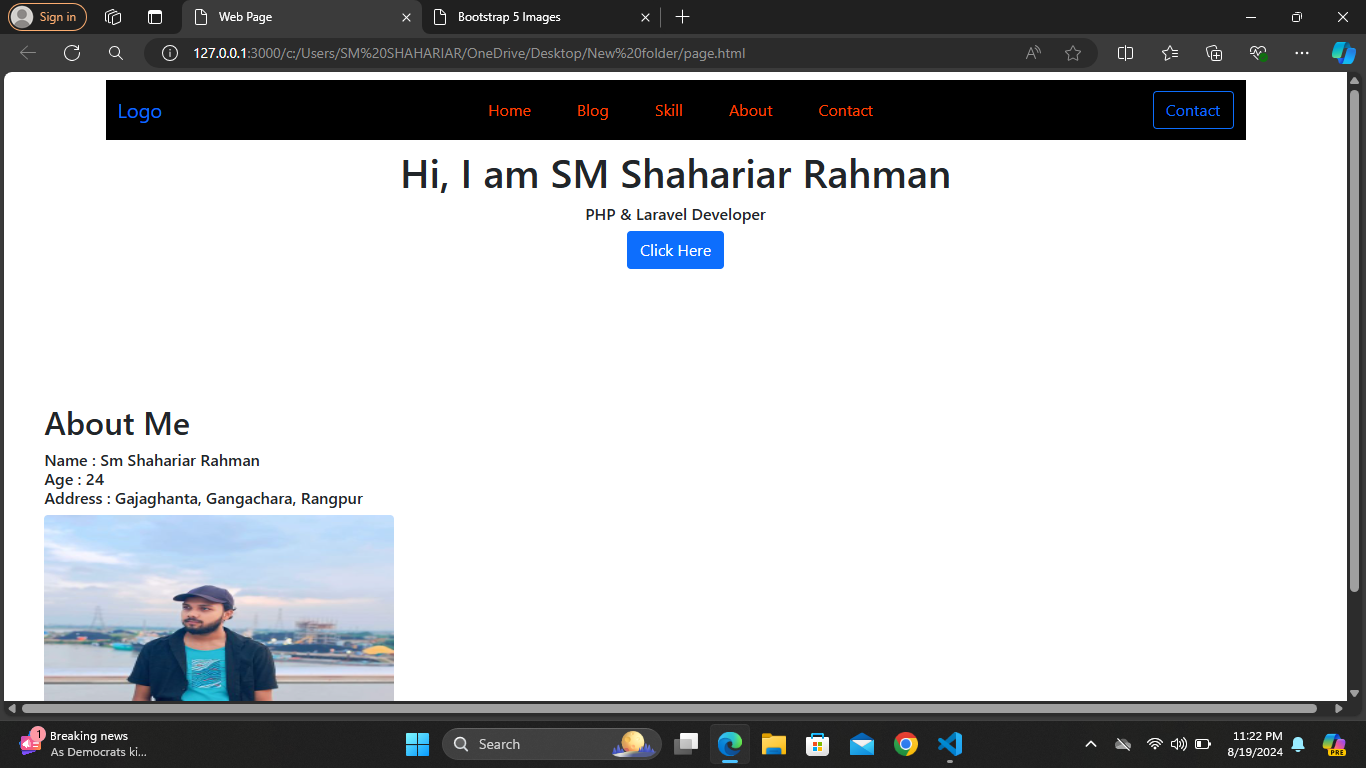 Sign in
Web Page
Bootstrap 5 Images
127.0.0.1:3000/c:/Users/SM%20SHAHARIAR/OneDrive/Desktop/New%20folder/page.html
Logo Home Blog Skill About Contact Contact
Hi, I am SM Shahariar Rahman
PHP & Laravel Developer
Click Here
About Me
Name : Sm Shahariar Rahman
Age : 24
Address : Gajaghanta, Gangachara, Rangpur
1
Breaking news
As Democrats ki...
Search
PRE
11:22 PM
8/19/2024